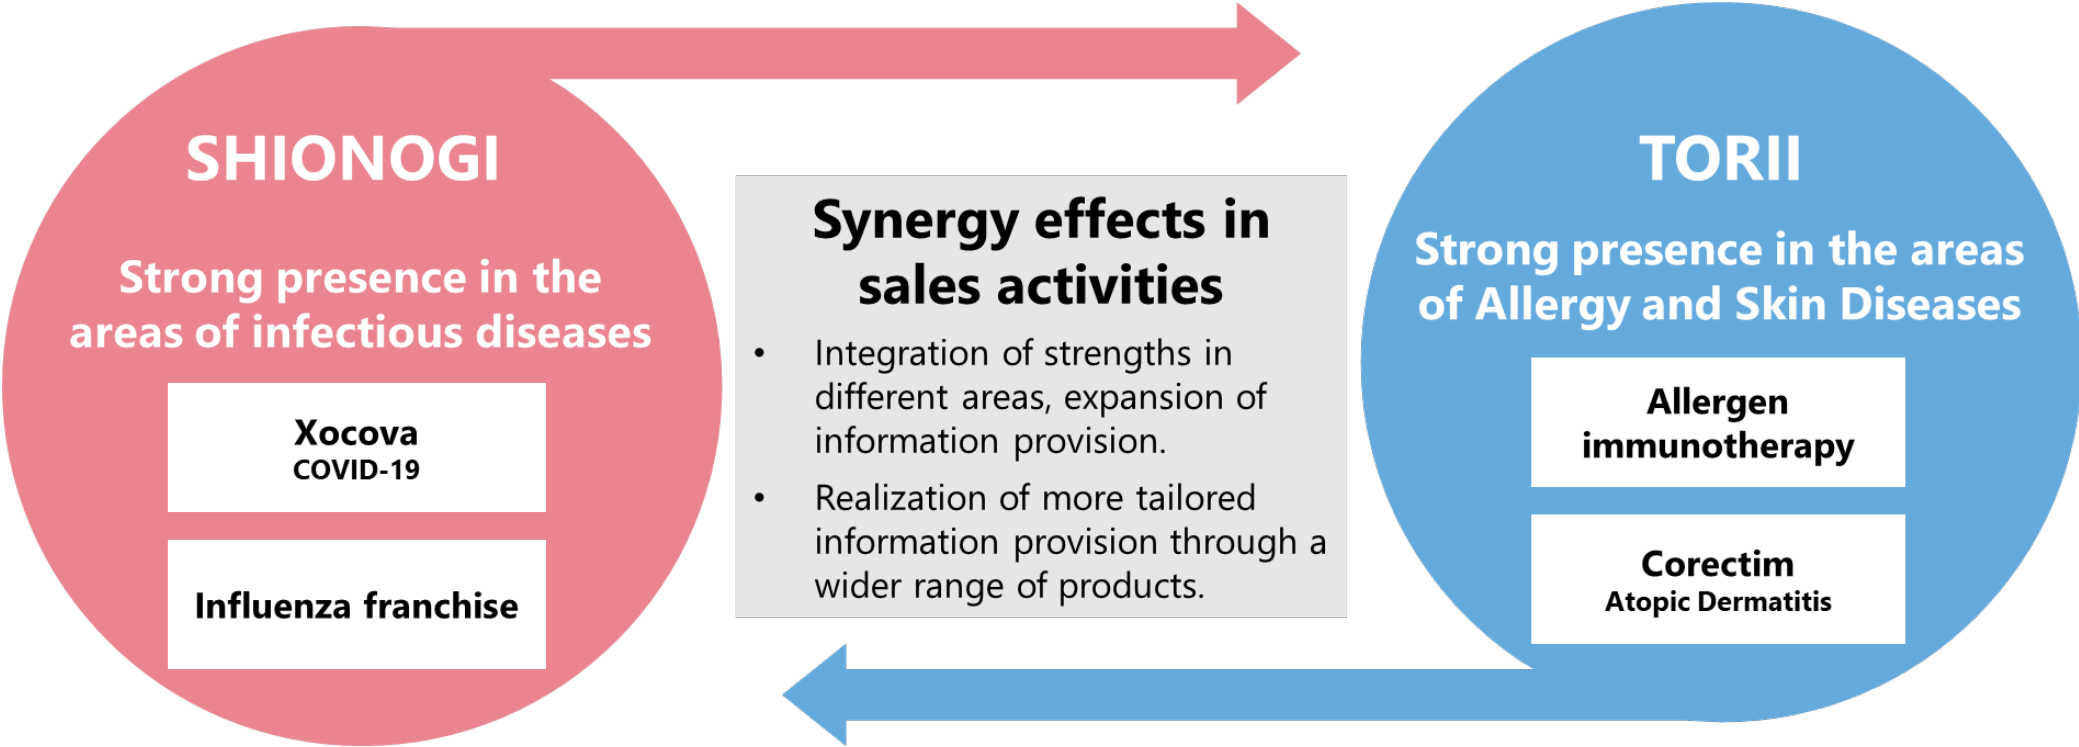 SHIONOGI
Strong presence in the
areas of infectious diseases
Xocova
COVID-19
Influenza franchise
Synergy effects in
sales activities
• Integration of strengths in
different areas, expansion of
information provision.
• Realization of more tailored
information provision through a
wider range of products.
TORII
Strong presence in the areas
of Allergy and Skin Diseases
Allergen
immunotherapy
Corectim
Atopic Dermatitis